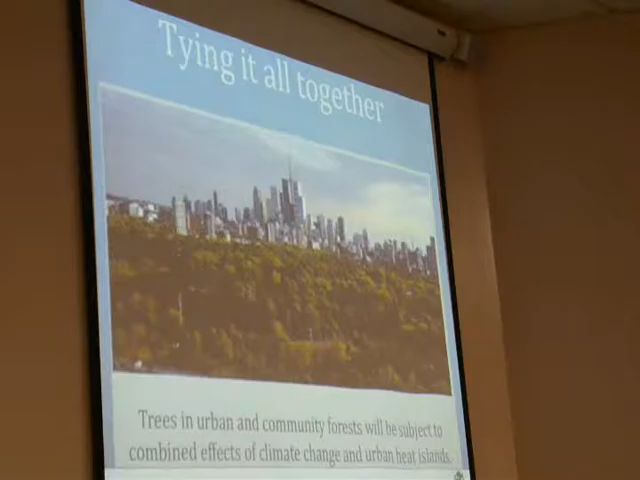 Tying it all together
Trees in urban and community forests will be subject to
combined effects of climate change and urban heat islands.